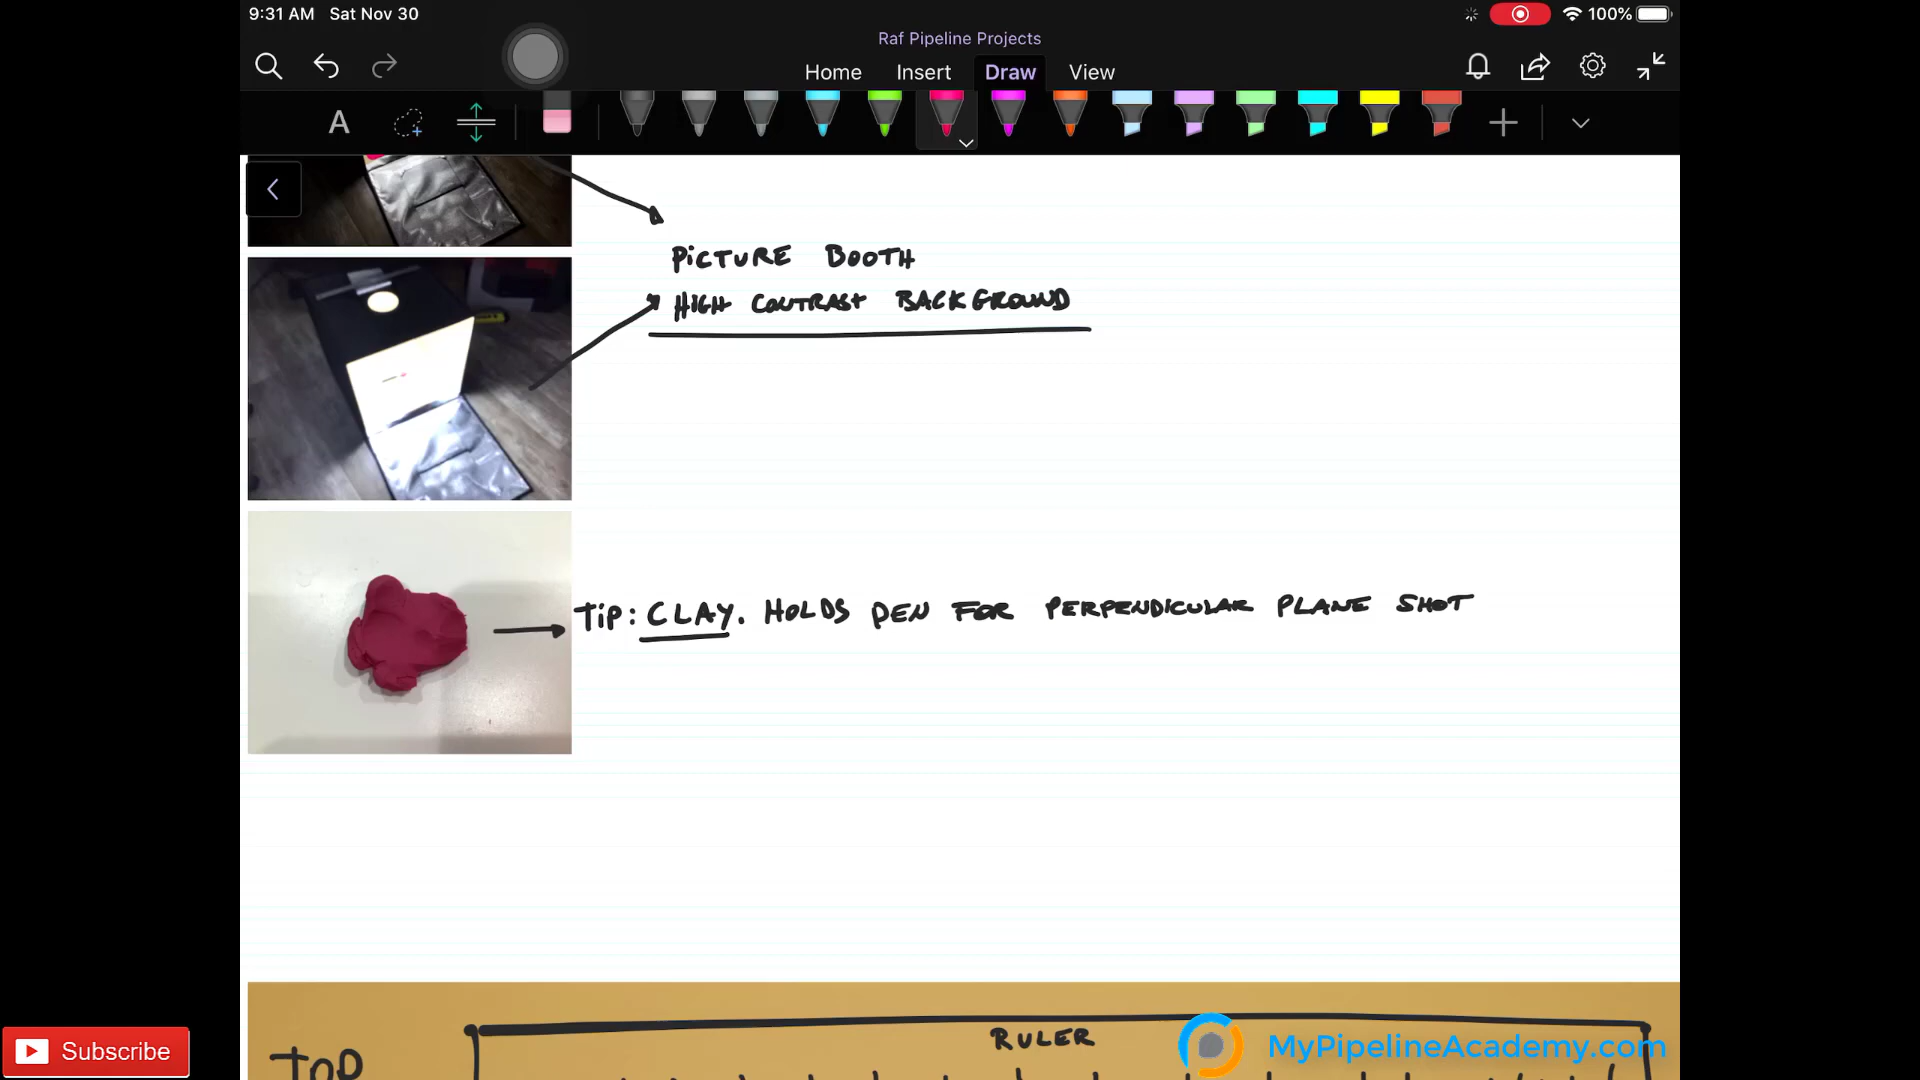 9:31 AM Sat Nov 30
100%
Raf Pipeline Projects
Home Insert Draw View
A
PiCTURE BOOTH
HIGH CONTRAST BACKGROUND
TiP: CLAY. HOLDS PEN FOR PERPENDICULAR PLANE SHOT
RULER
TOP
MyPipelineAcademy.com
Subscribe